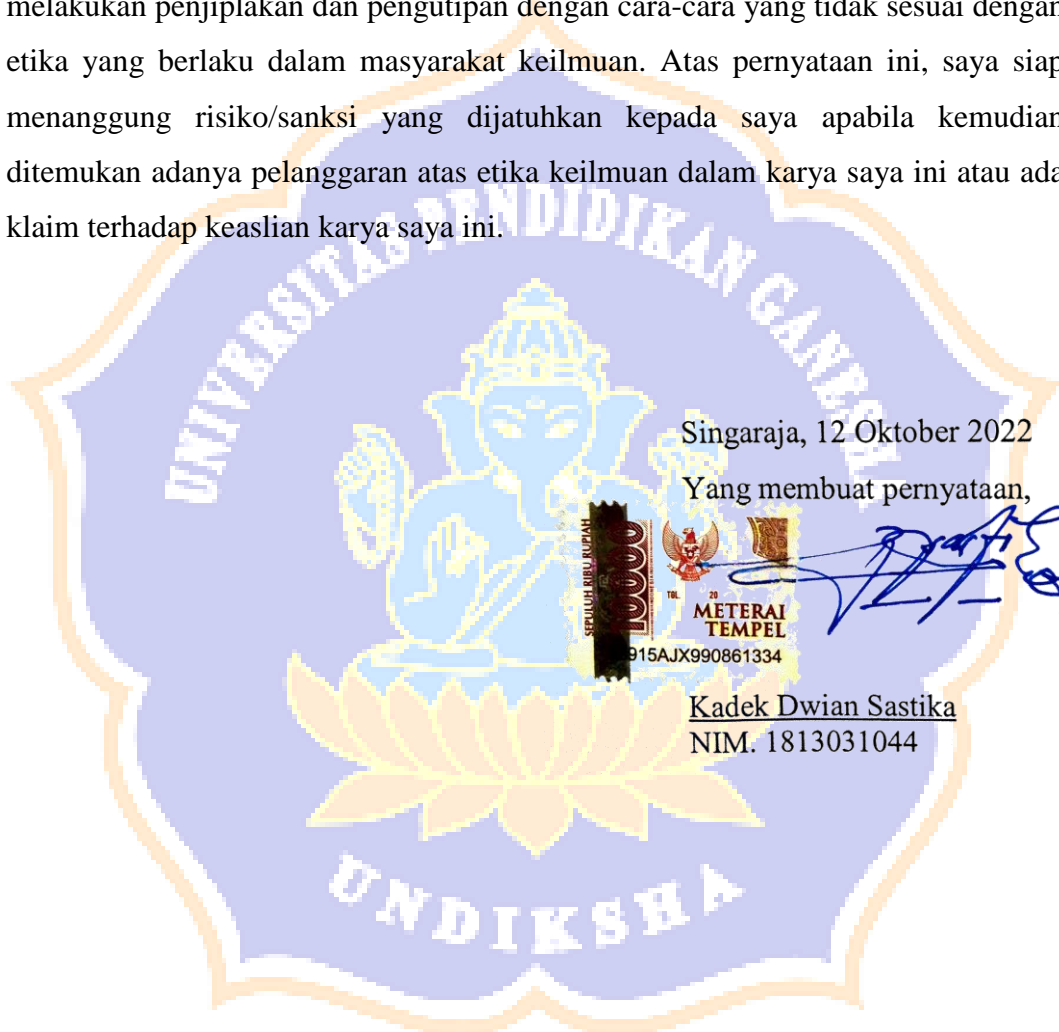 melakukan penjiplakan dan pengutipan dengan cara-cara yang tidak sesuai dengan
etika yang berlaku dalam masyarakat keilmuan. Atas pernyataan ini, saya siap
menanggung risiko/sanksi yang dijatuhkan kepada saya apabila kemudian
ditemukan adanya pelanggaran atas etika keilmuan dalam karya saya ini atau ada
klaim terhadap keaslian karya saya ini.
UNIVERSITAS PENDIDIKAN GANESHA
Singaraja, 12 Oktober 2022
Yang membuat pernyataan,
SEPULUH RIBU RUPIAH
10000
TGL. 20
METERAI
TEMPEL
915AJX990861334
Kadek Dwian Sastika
NIM. 1813031044
UNDIKSHA